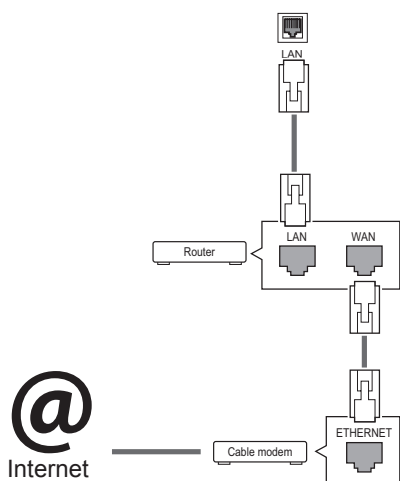 LAN
LAN
WAN
Router
ETHERNET
@
Internet
Cable modem